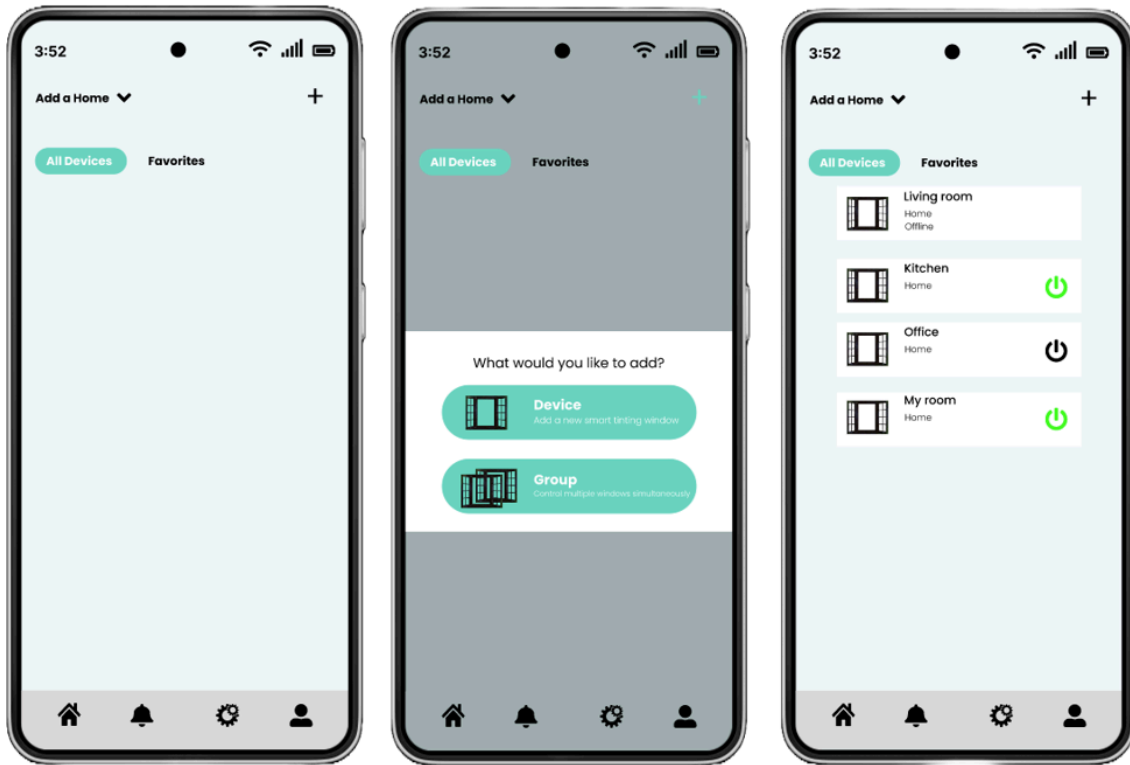 3:52
Add a Home
+
All Devices
Favorites
3:52
Add a Home
+
All Devices
Favorites
What would you like to add?
Device
Add a new smart tinting window
Group
Control multiple windows simultaneously
3:52
Add a Home
+
All Devices
Favorites
Living room
Home
Offline
Kitchen
Home
Office
Home
My room
Home